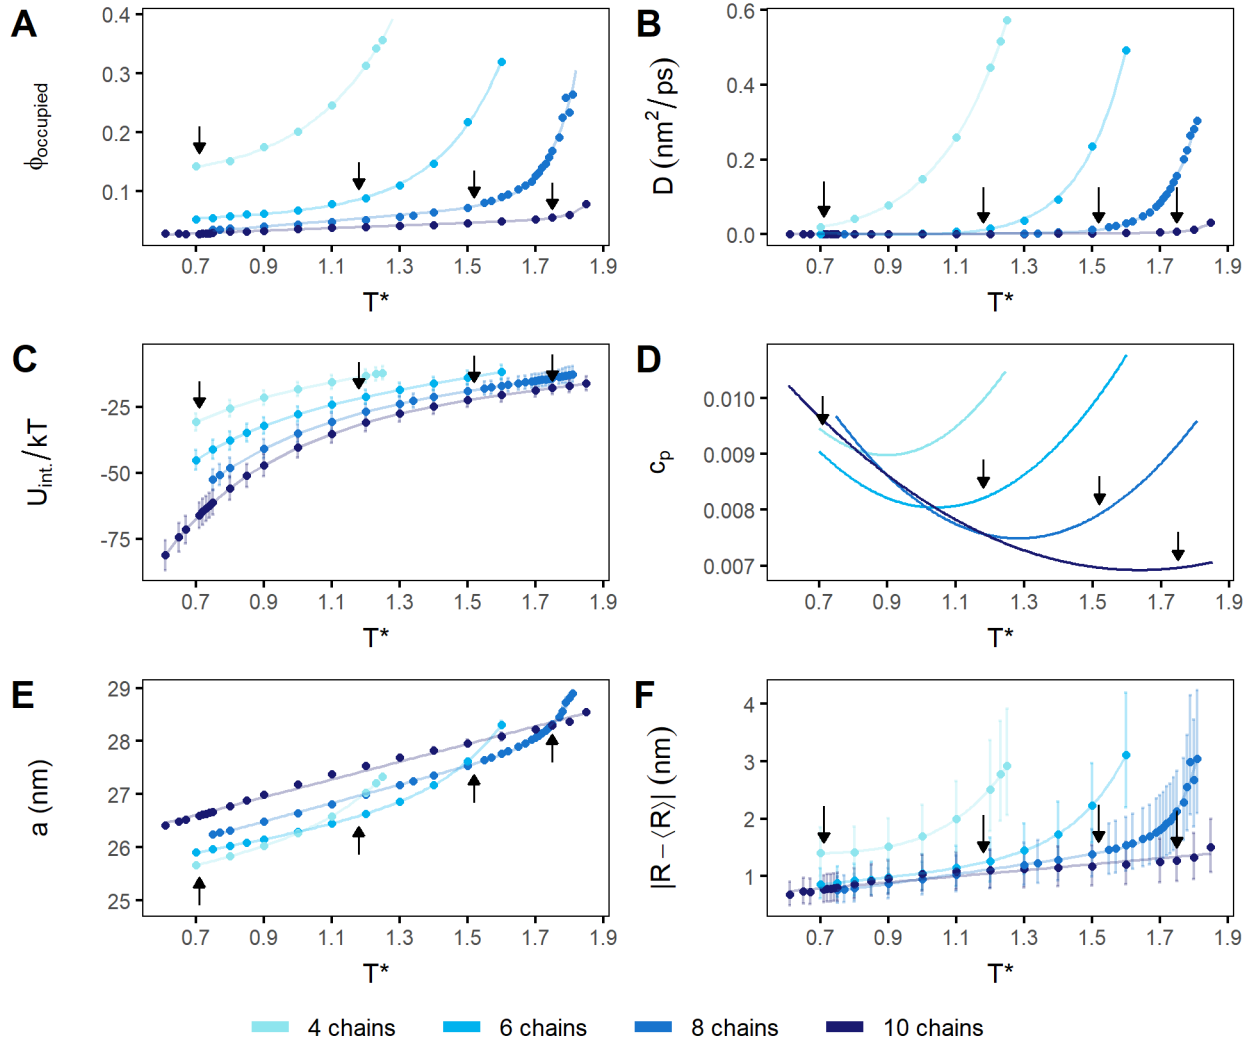 A
B
0.4
0.3
0.2
0.1
ϕoccupied
0.7 0.9 1.1 1.3 1.5 1.7 1.9
T*
0.6
0.4
0.2
0.0
D (nm²/ps)
0.7 0.9 1.1 1.3 1.5 1.7 1.9
T*
C
D
-25
-50
-75
Uint./kT
0.7 0.9 1.1 1.3 1.5 1.7 1.9
T*
0.010
0.009
0.008
0.007
cp
0.7 0.9 1.1 1.3 1.5 1.7 1.9
T*
E
F
29
28
27
26
25
a (nm)
0.7 0.9 1.1 1.3 1.5 1.7 1.9
T*
4
3
2
1
|R−⟨R⟩| (nm)
0.7 0.9 1.1 1.3 1.5 1.7 1.9
T*
4 chains 6 chains 8 chains 10 chains